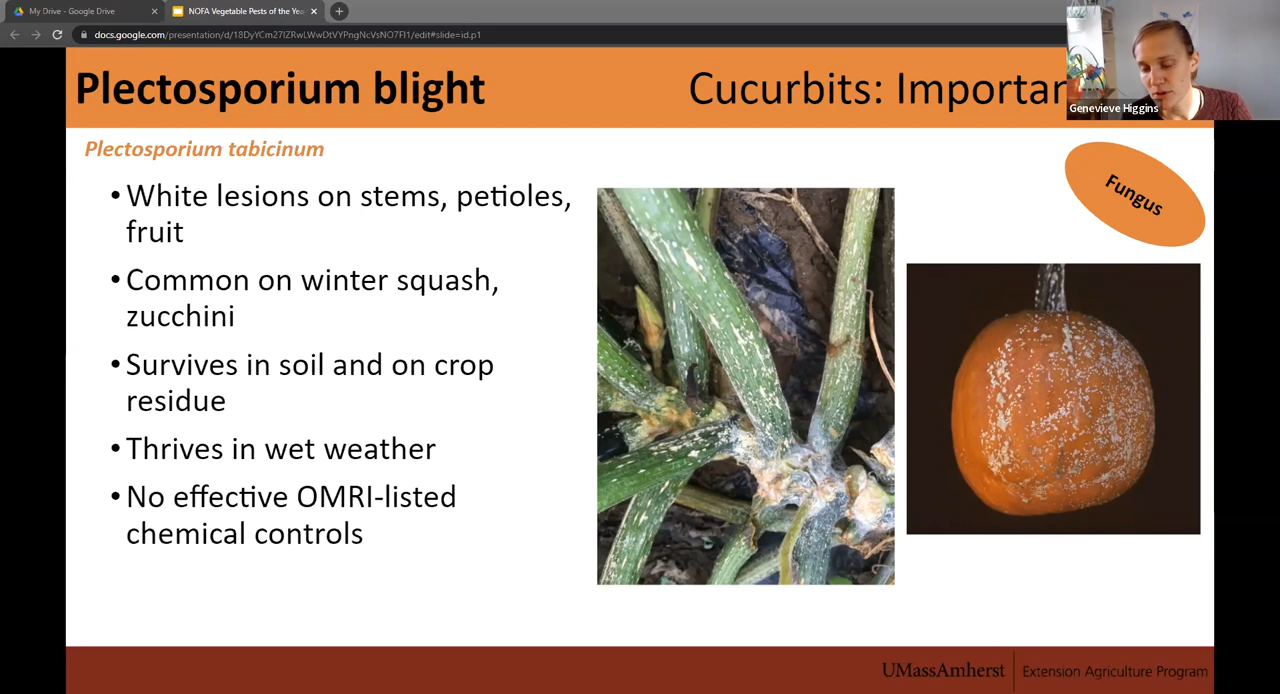 My Drive - Google Drive
NOFA Vegetable Pests of the Yea
docs.google.com/presentation/d/18DyYCm27IZRwLWwDtVYPngNcVsNO7FI1/edit#slide=id.p1
Plectosporium blight
Cucurbits: Importan
Genevieve Higgins
Plectosporium tabicinum
Fungus
•White lesions on stems, petioles,
fruit
•Common on winter squash,
zucchini
•Survives in soil and on crop
residue
•Thrives in wet weather
•No effective OMRI-listed
chemical controls
UMassAmherst
Extension Agriculture Program